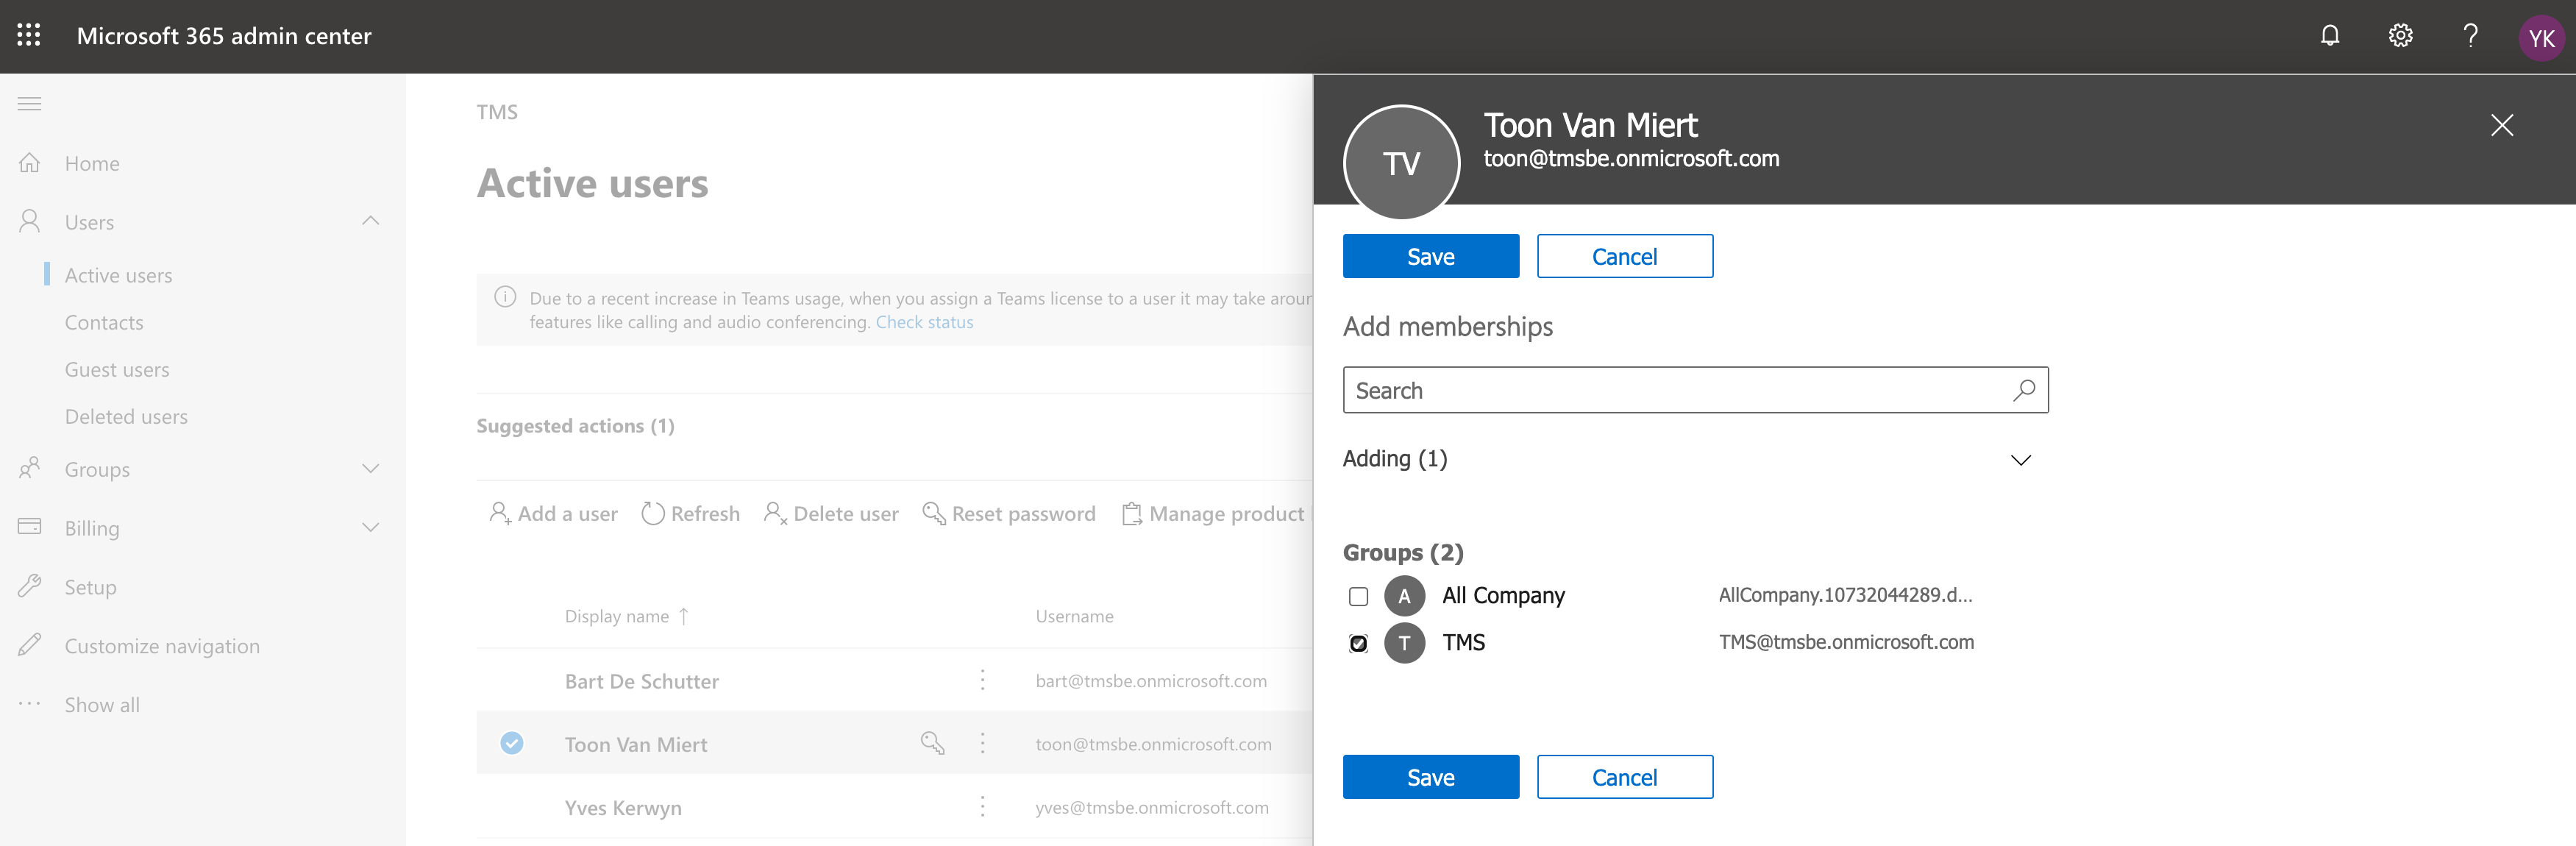 Microsoft 365 admin center
YK
Home
Users
Active users
Contacts
Guest users
Deleted users
Groups
Billing
Setup
Customize navigation
Show all
TMS
Active users
Due to a recent increase in Teams usage, when you assign a Teams license to a user it may take
features like calling and audio conferencing. Check status
Suggested actions (1)
Add a user Refresh Delete user Reset password Manage product
Display name Username
Bart De Schutter bart@tmsbe.onmicrosoft.com
Toon Van Miert toon@tmsbe.onmicrosoft.com
Yves Kerwyn yves@tmsbe.onmicrosoft.com
TV
Toon Van Miert
toon@tmsbe.onmicrosoft.com
Save Cancel
Add memberships
Search
Adding (1)
Groups (2)
A All Company AllCompany.10732044289.d...
T TMS TMS@tmsbe.onmicrosoft.com
Save Cancel